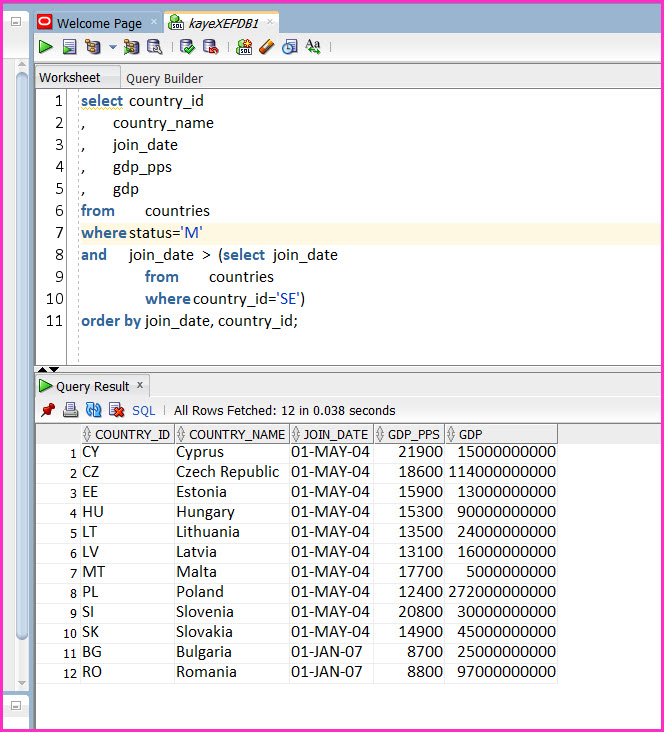 Welcome Page × kayeXEPDB1 ×
Worksheet Query Builder
1 select country_id
2 , country_name
3 , join_date
4 , gdp_pps
5 , gdp
6 from countries
7 where status='M'
8 and join_date > (select join_date
9 from countries
10 where country_id='SE')
11 order by join_date, country_id;
Query Result ×
SQL | All Rows Fetched: 12 in 0.038 seconds
COUNTRY_ID COUNTRY_NAME JOIN_DATE GDP_PPS GDP
1 CY Cyprus 01-MAY-04 21900 15000000000
2 CZ Czech Republic 01-MAY-04 18600 114000000000
3 EE Estonia 01-MAY-04 15900 13000000000
4 HU Hungary 01-MAY-04 15300 90000000000
5 LT Lithuania 01-MAY-04 13500 24000000000
6 LV Latvia 01-MAY-04 13100 16000000000
7 MT Malta 01-MAY-04 17700 5000000000
8 PL Poland 01-MAY-04 12400 272000000000
9 SI Slovenia 01-MAY-04 20800 30000000000
10 SK Slovakia 01-MAY-04 14900 45000000000
11 BG Bulgaria 01-JAN-07 8700 25000000000
12 RO Romania 01-JAN-07 8800 97000000000